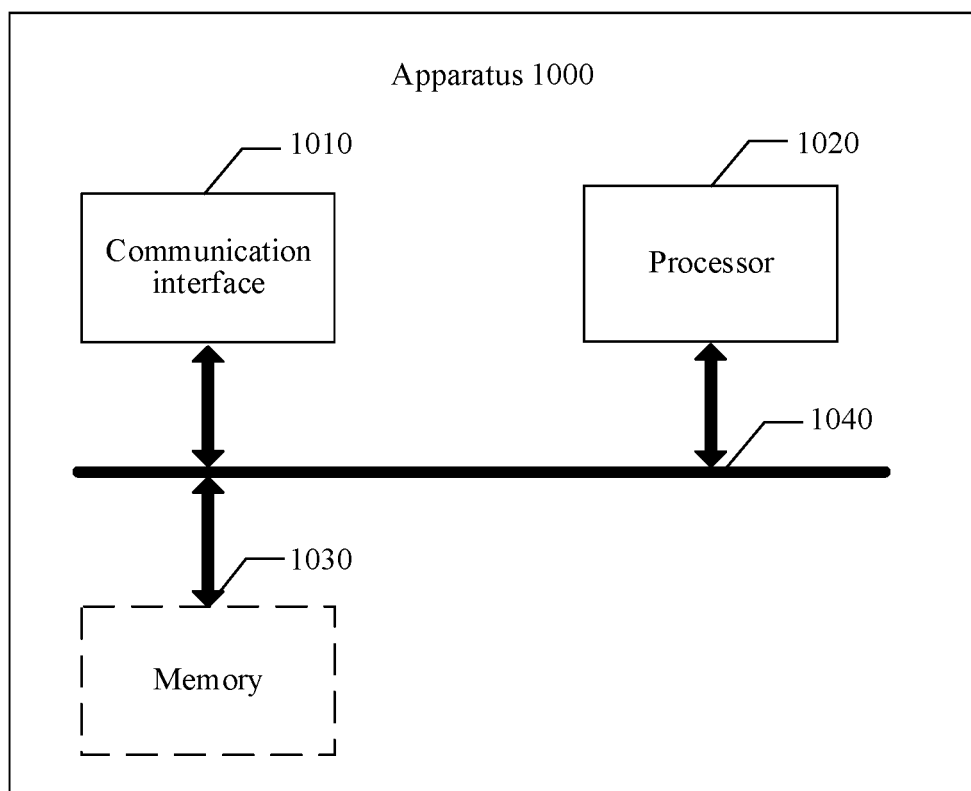 Apparatus 1000
1010
1020
Communication
interface
Processor
1040
1030
Memory